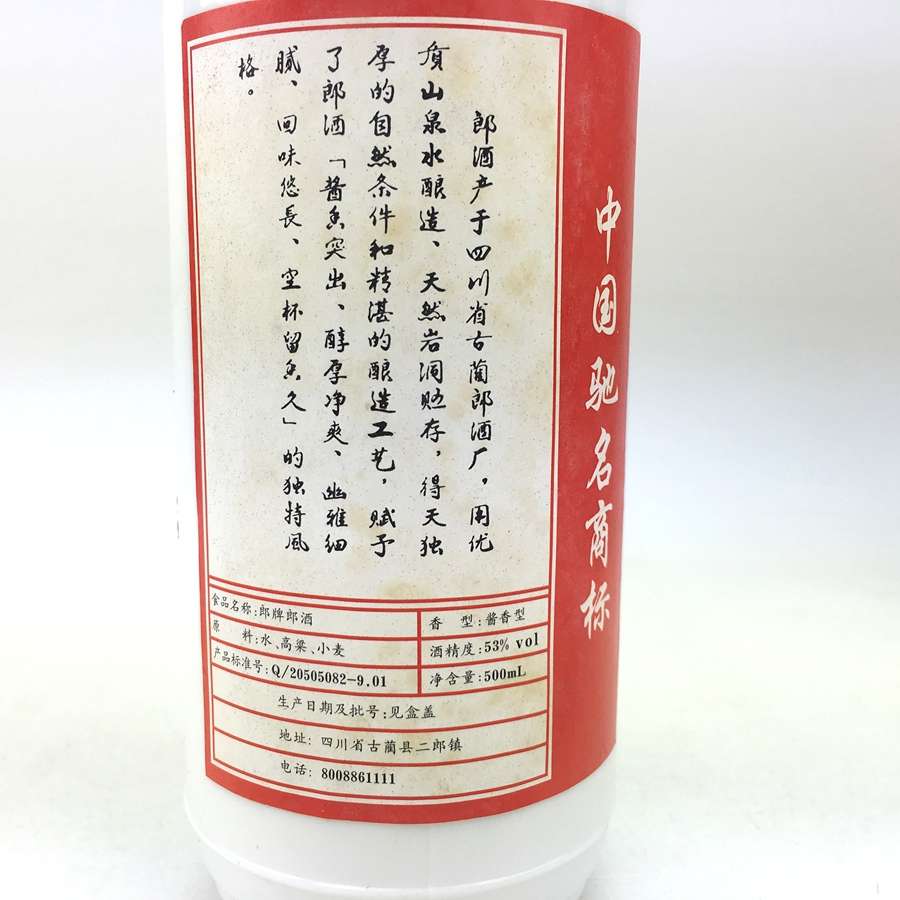 郎酒产于四川省古蔺郎酒厂，用优
质山泉水酿造、天然岩洞贮存，得天独
厚的自然条件和精湛的酿造工艺，赋予
了郎酒「酱香突出、醇厚净爽、幽雅细
腻、回味悠長、空杯留香久」的独特风
格。
中国驰名商标
食品名称:郎牌郎酒
香 型:酱香型
原 料:水、高粱、小麦
酒精度:53% vol
产品标准号:Q/20505082-9.01
净含量:500mL
生产日期及批号:见盒盖
地址: 四川省古蔺县二郎镇
电话: 8008861111